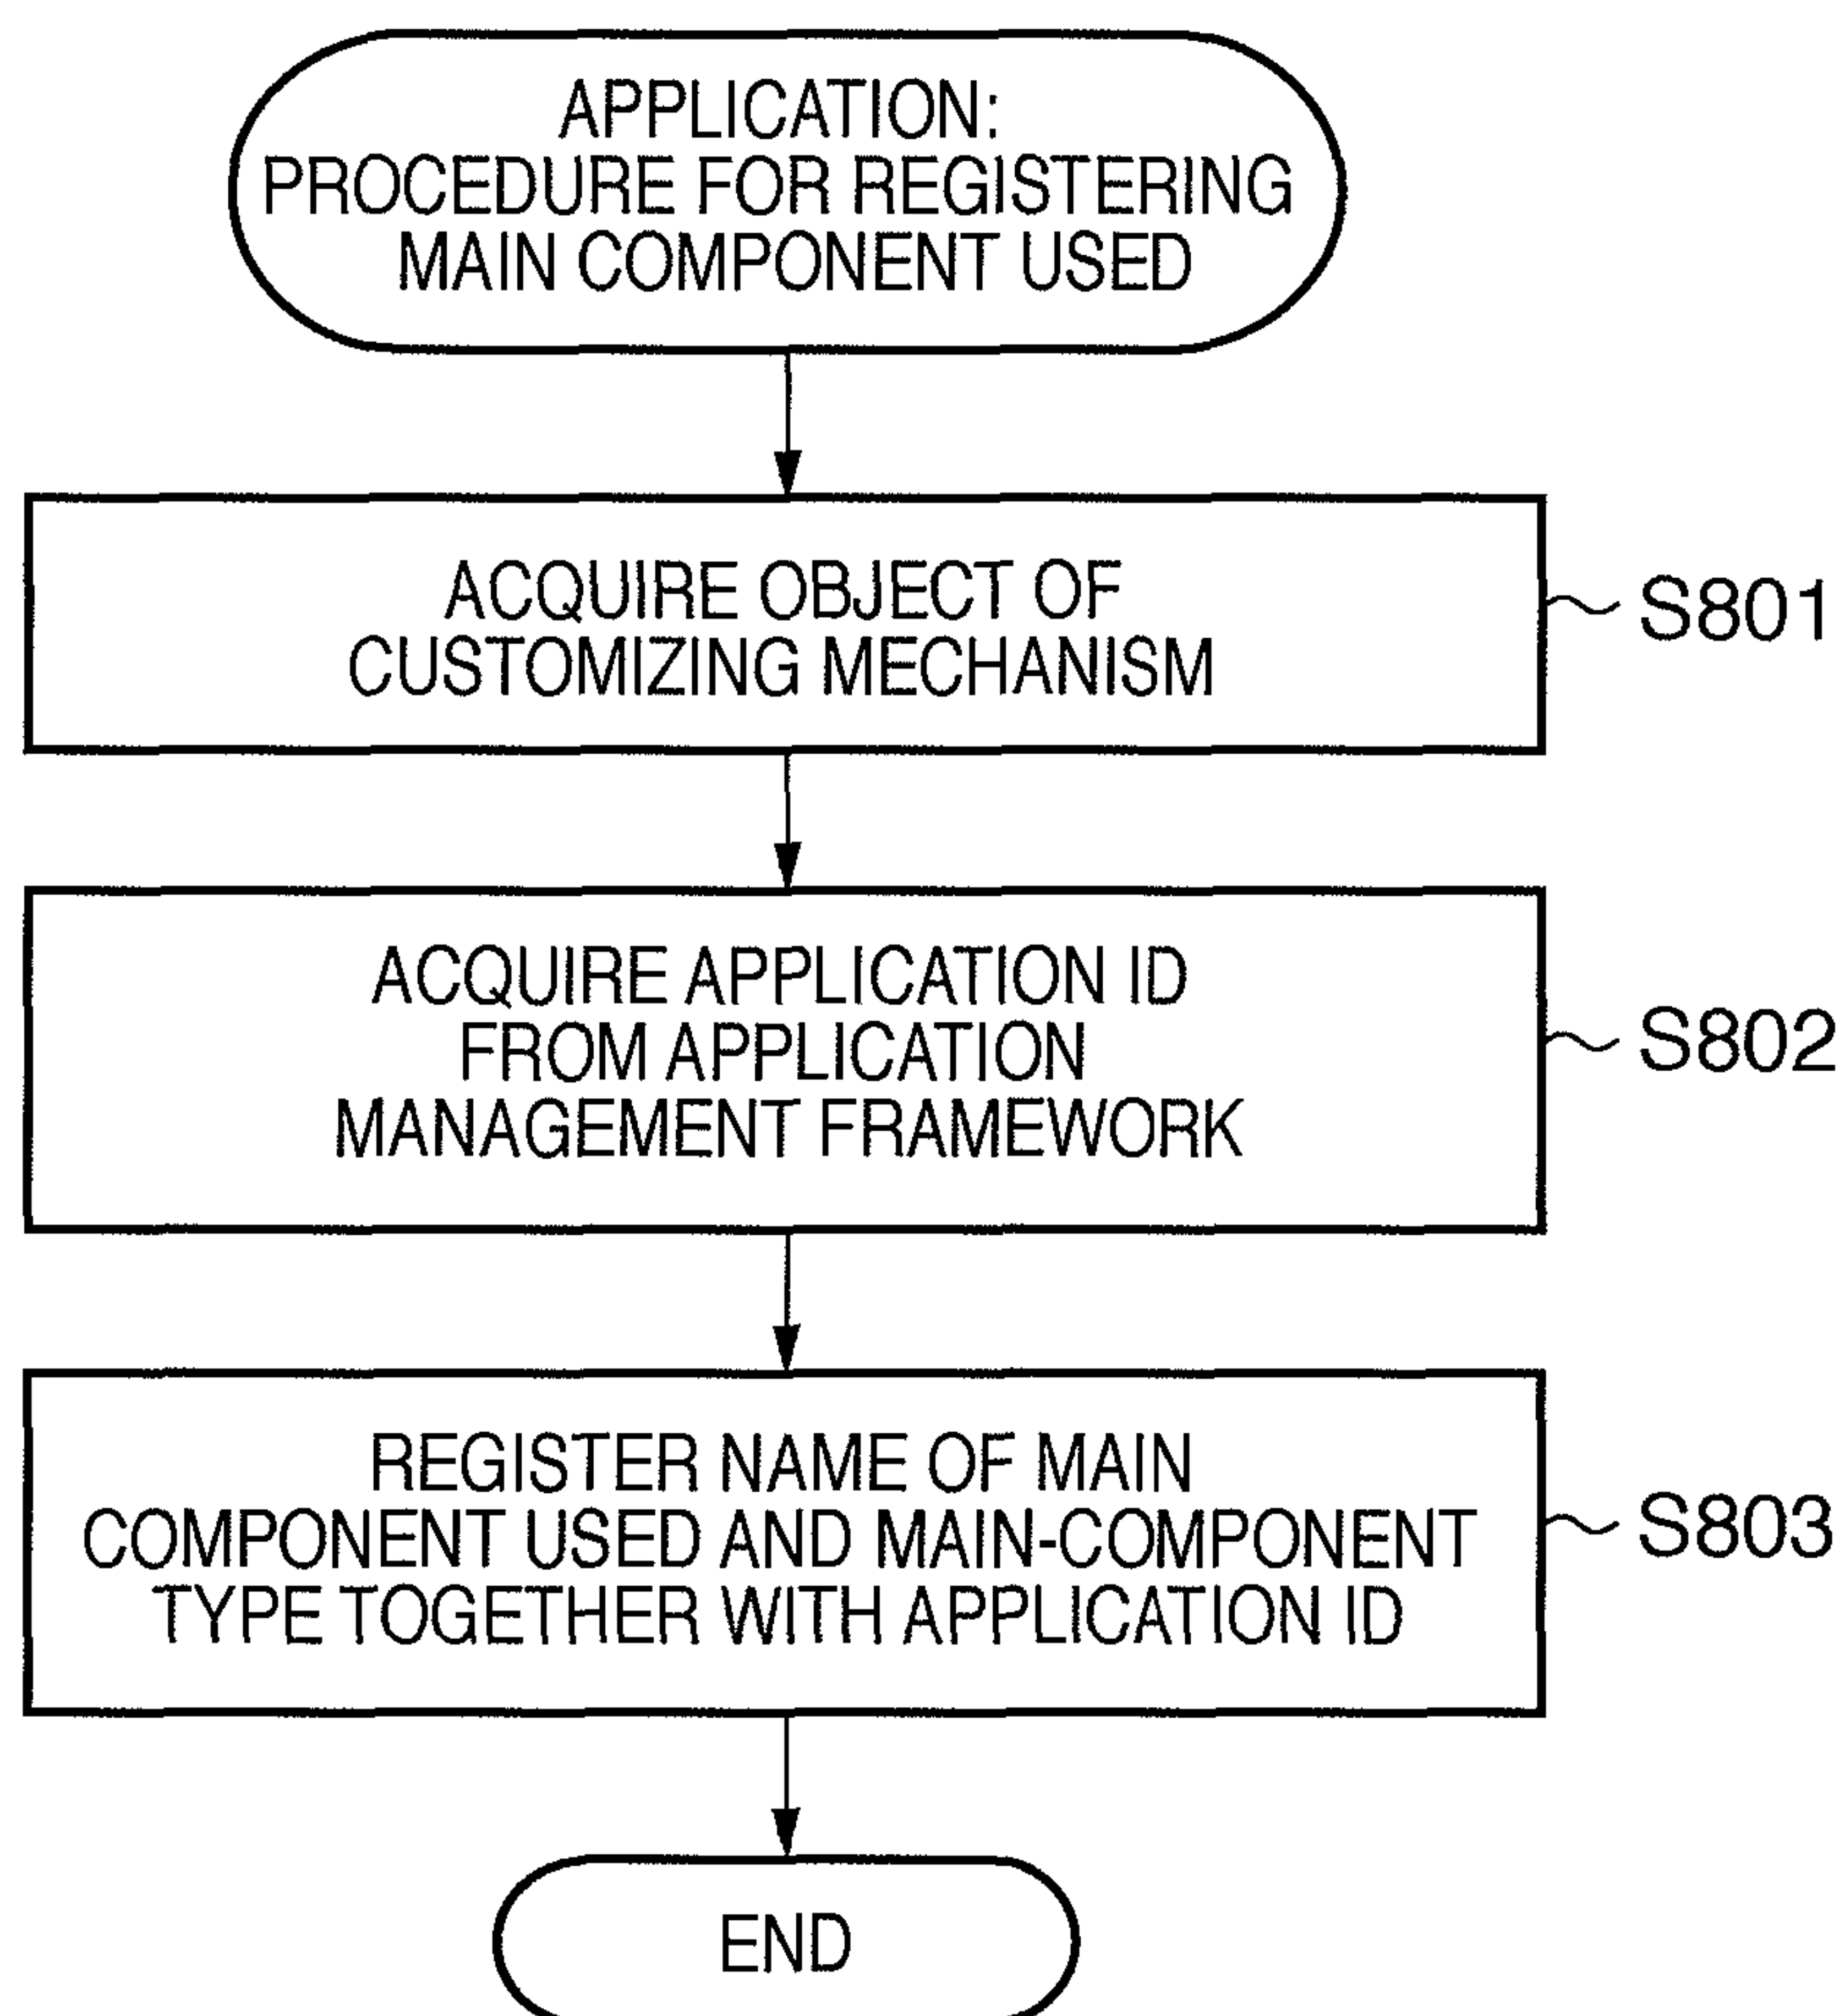 APPLICATION:
PROCEDURE FOR REGISTERING
MAIN COMPONENT USED
ACQUIRE OBJECT OF
CUSTOMIZING MECHANISM
S801
ACQUIRE APPLICATION ID
FROM APPLICATION
MANAGEMENT FRAMEWORK
S802
REGISTER NAME OF MAIN
COMPONENT USED AND MAIN-COMPONENT
TYPE TOGETHER WITH APPLICATION ID
S803
END